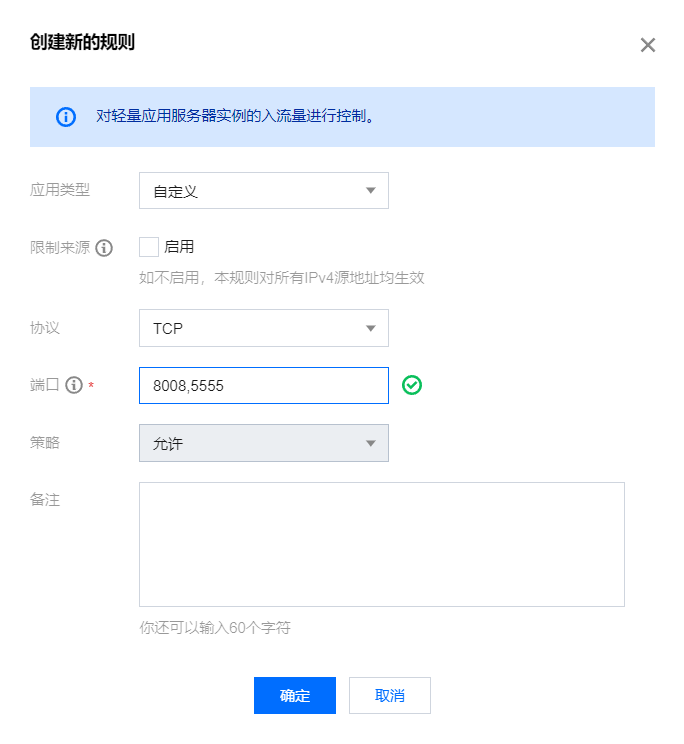 创建新的规则
对轻量应用服务器实例的入流量进行控制。
应用类型 自定义
限制来源 启用
如不启用，本规则对所有IPv4源地址均生效
协议 TCP
端口 * 8008,5555
策略 允许
备注
你还可以输入60个字符
确定 取消